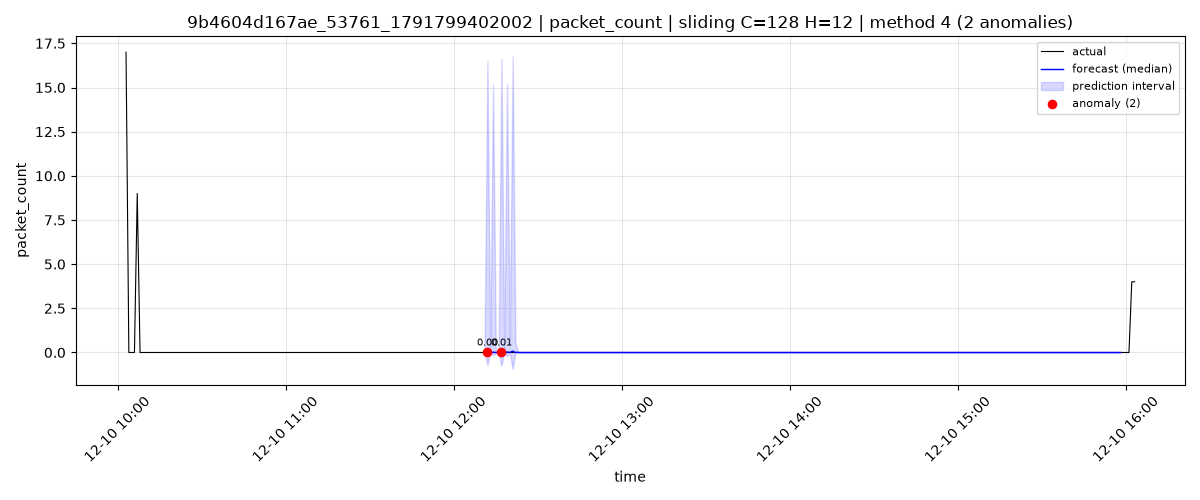 9b4604d167ae_53761_1791799402002 | packet_count | sliding C=128 H=12 | method 4 (2 anomalies)
packet_count
17.5
15.0
12.5
10.0
7.5
5.0
2.5
0.0
actual
forecast (median)
prediction interval
anomaly (2)
0.01
12-10 10:00
12-10 11:00
12-10 12:00
12-10 13:00
12-10 14:00
12-10 15:00
12-10 16:00
time